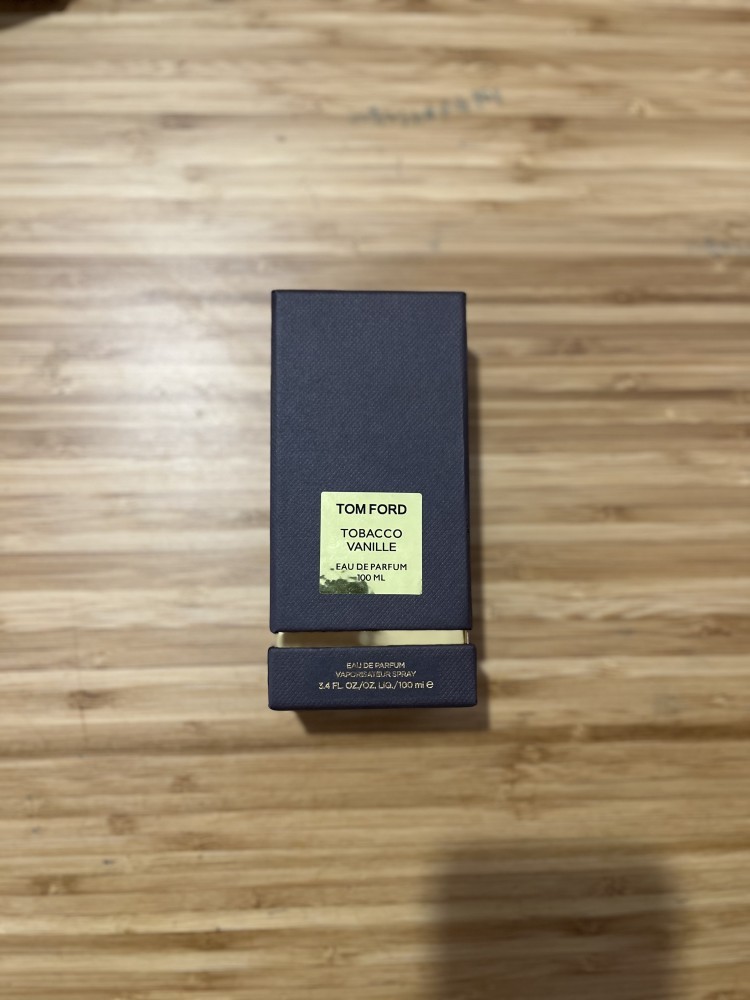 TOM FORD
TOBACCO
VANILLE
EAU DE PARFUM
100 ML
EAU DE PARFUM
VAPORISATEUR SPRAY
3.4 FL. OZ./OZ. LIQ./100 ml ℮